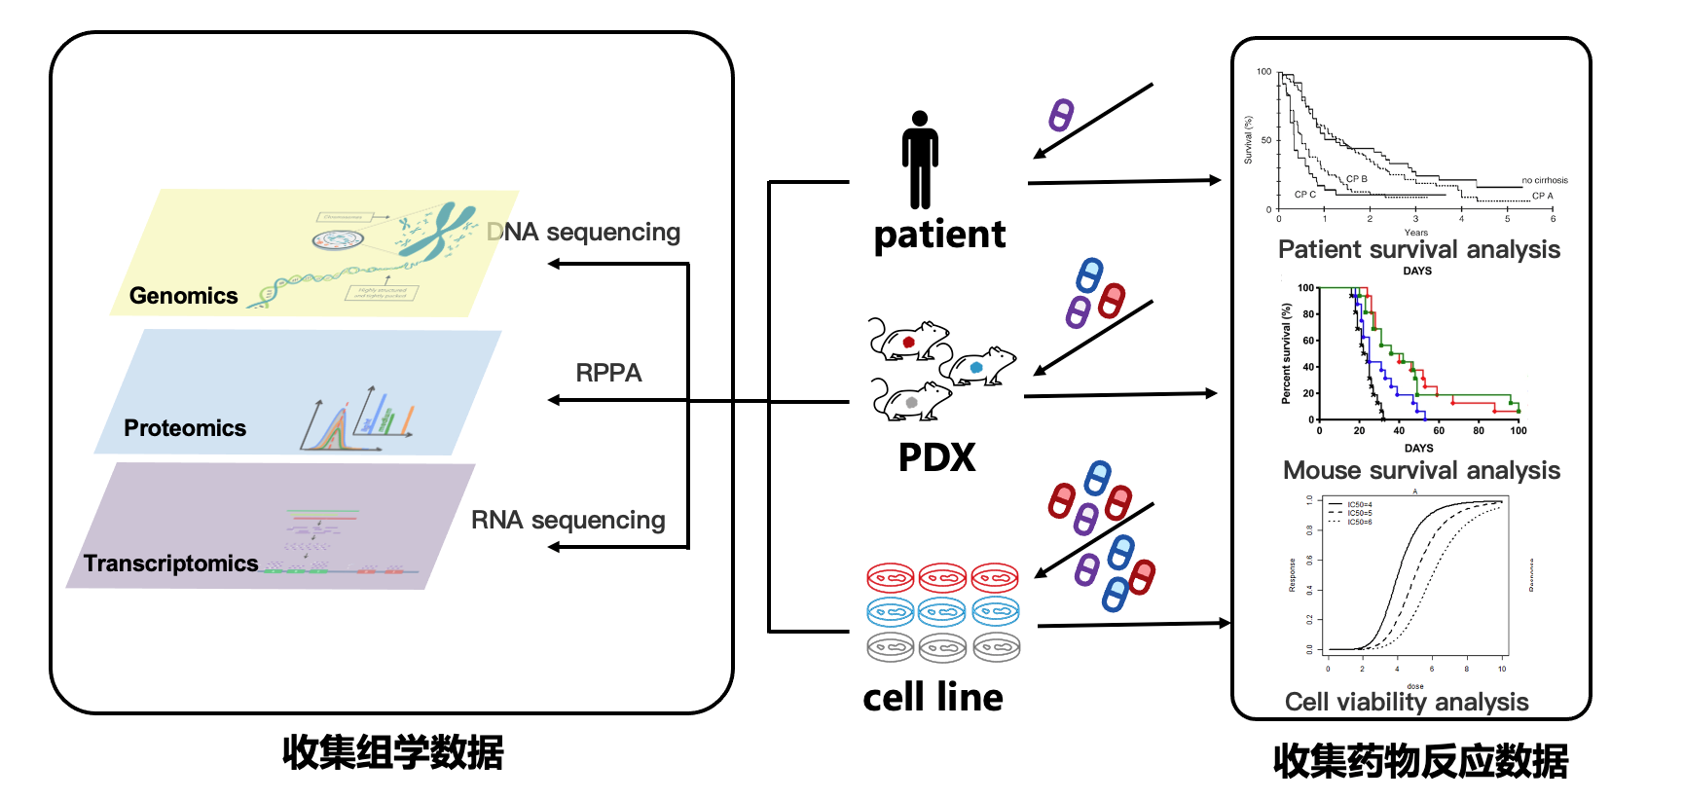 Chromosomes
Highly structured
and tightly packed
Genomics
DNA sequencing
Proteomics
light
medium
RPPA
Transcriptomics
RNA sequencing
收集组学数据
patient
PDX
cell line
100
50
0
Survival (%)
CP B
CP C
no cirrhosis
CP A
0 1 2 3 4 5 6
Years
Patient survival analysis
DAYS
100
80
60
40
20
0
Percent survival (%)
0 20 40 60 80 100
DAYS
Mouse survival analysis
A
IC50=4
IC50=5
IC50=6
1.0
0.8
0.6
0.4
0.2
0.0
Response
0 2 4 6 8 10
dose
Cell viability analysis
收集药物反应数据